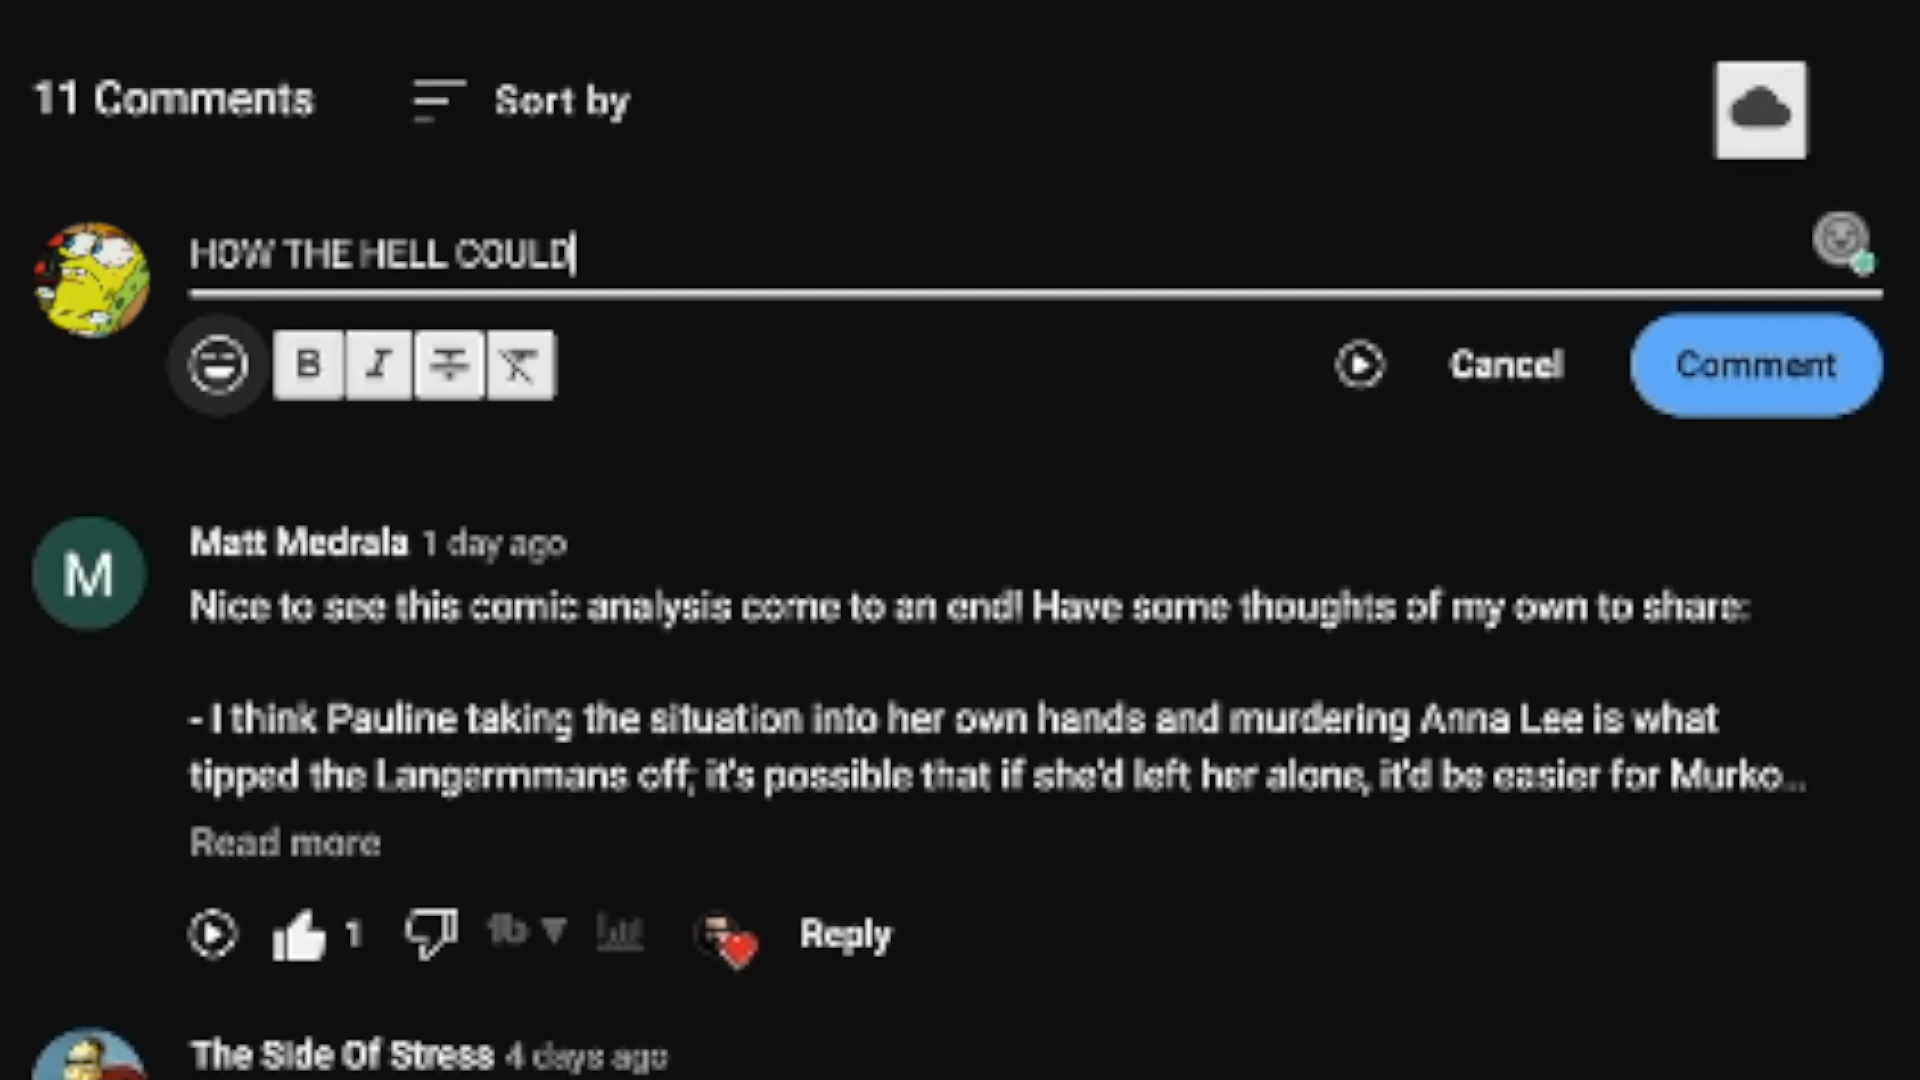 11 Comments
Sort by
HOW THE HELL COULD
B I T
Cancel
Comment
M
Matt Medrala 1 day ago
Nice to see this comic analysis come to an end! Have some thoughts of my own to share:
- I think Pauline taking the situation into her own hands and murdering Anna Lee is what
tipped the Langermmans off, it's possible that if she'd left her alone, it'd be easier for Murko...
Read more
1
Reply
The Side Of Stress 4 days ago